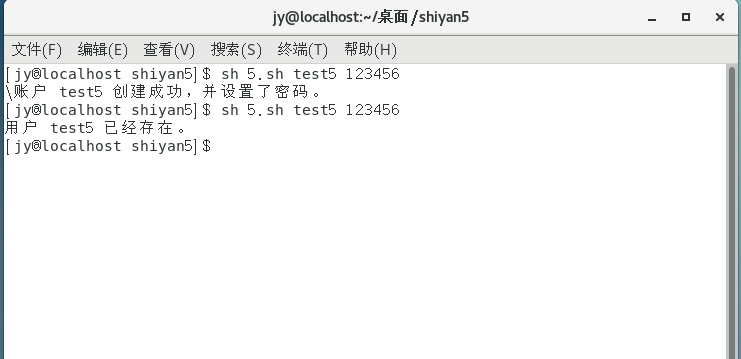 jy@localhost:~/桌面/shiyan5
文件(F) 编辑(E) 查看(V) 搜索(S) 终端(T) 帮助(H)
[jy@localhost shiyan5]$ sh 5.sh test5 123456
\账户 test5 创建成功，并设置了密码。
[jy@localhost shiyan5]$ sh 5.sh test5 123456
用户 test5 已经存在。
[jy@localhost shiyan5]$